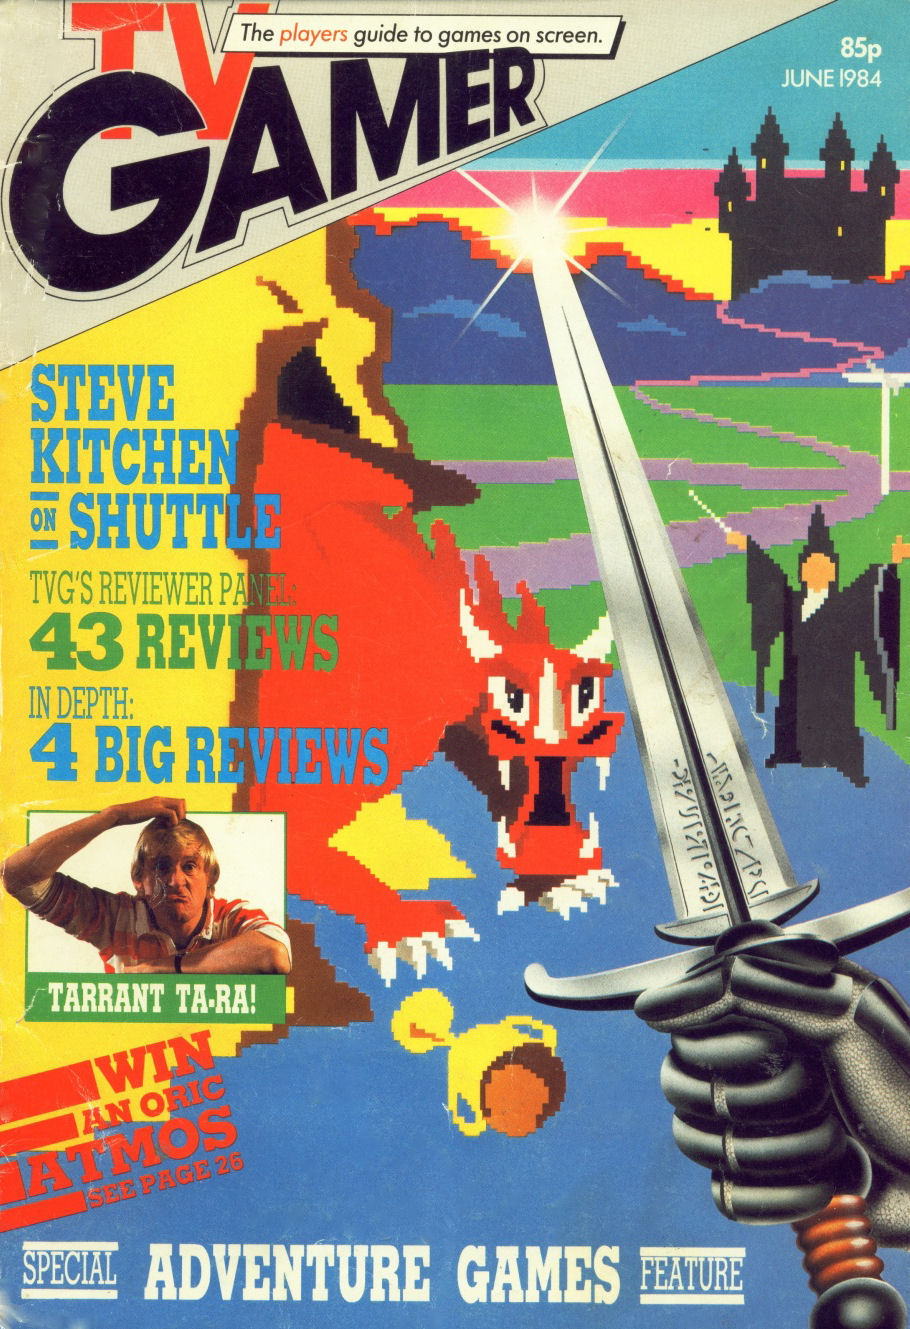 The players guide to games on screen.
TV
GAMER
85p
JUNE 1984
STEVE
KITCHEN
ON SHUTTLE
TVG'S REVIEWER PANEL:
43 REVIEWS
IN DEPTH:
4 BIG REVIEWS
TARRANT TA-RA!
WIN
AN ORIC
ATMOS
SEE PAGE 26
SPECIAL ADVENTURE GAMES FEATURE